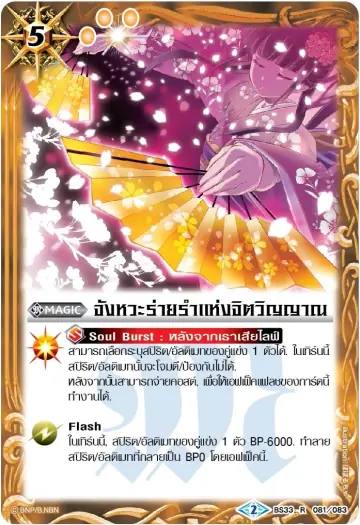 5
MAGIC จังหวะร่ายรำแห่งจิตวิญญาณ
S Soul Burst : หลังจากเราเสียไลฟ์
สามารถเลือกระบุสปิริต/อัลติเมทของคู่แข่ง 1 ตัวได้. ในเทิร์นนี้
สปิริต/อัลติเมทนั้นจะโจมตี/ป้องกันไม่ได้.
หลังจากนั้นสามารถจ่ายคอสต์, เพื่อใช้เอฟเฟ็คแฟลชของการ์ดนี้
ทำงานได้.
Flash
ในเทิร์นนี้, สปิริต/อัลติเมทของคู่แข่ง 1 ตัว BP-6000. ทำลาย
สปิริต/อัลติเมทที่กลายเป็น BP0 โดยเอฟเฟ็คนี้.
©BNP/B,NBN
2 BS33 R 081/083